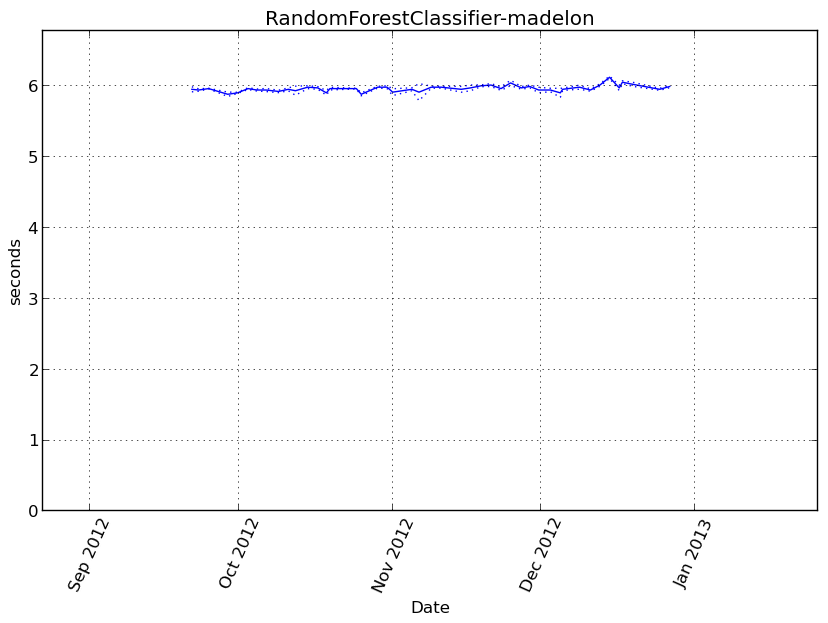 RandomForestClassifier-madelon
6
5
4
3
2
1
0
seconds
Sep 2012
Oct 2012
Nov 2012
Dec 2012
Jan 2013
Date